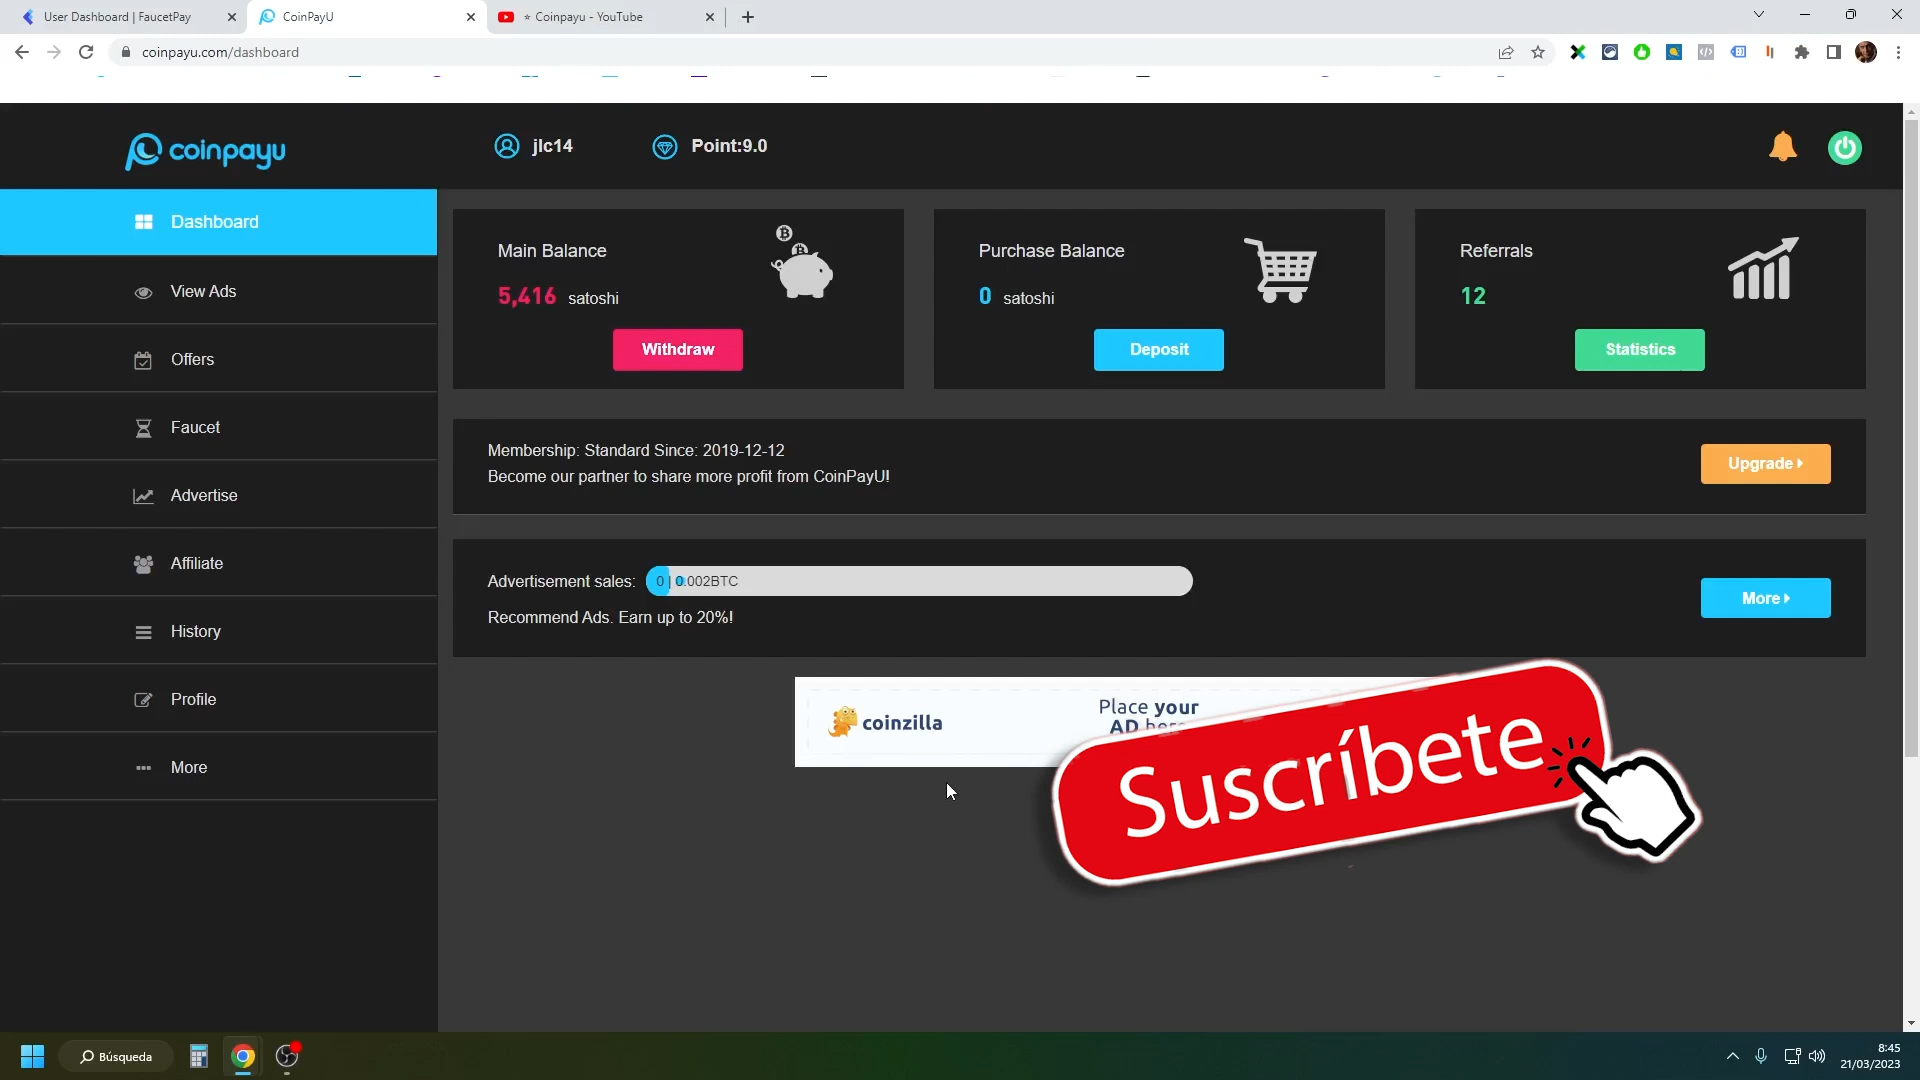 User Dashboard | FaucetPay
CoinPayU
⭐ Coinpayu - YouTube
coinpayu.com/dashboard
coinpayu
jlc14
Point:9.0
Dashboard
View Ads
Offers
Faucet
Advertise
Affiliate
History
Profile
More
Main Balance
5,416 satoshi
Withdraw
Purchase Balance
0 satoshi
Deposit
Referrals
12
Statistics
Membership: Standard Since: 2019-12-12
Become our partner to share more profit from CoinPayU!
Upgrade
Advertisement sales:
0 | 0.002BTC
Recommend Ads. Earn up to 20%!
More
coinzilla
Place your
AD here
Suscríbete
Búsqueda
8:45
21/03/2023